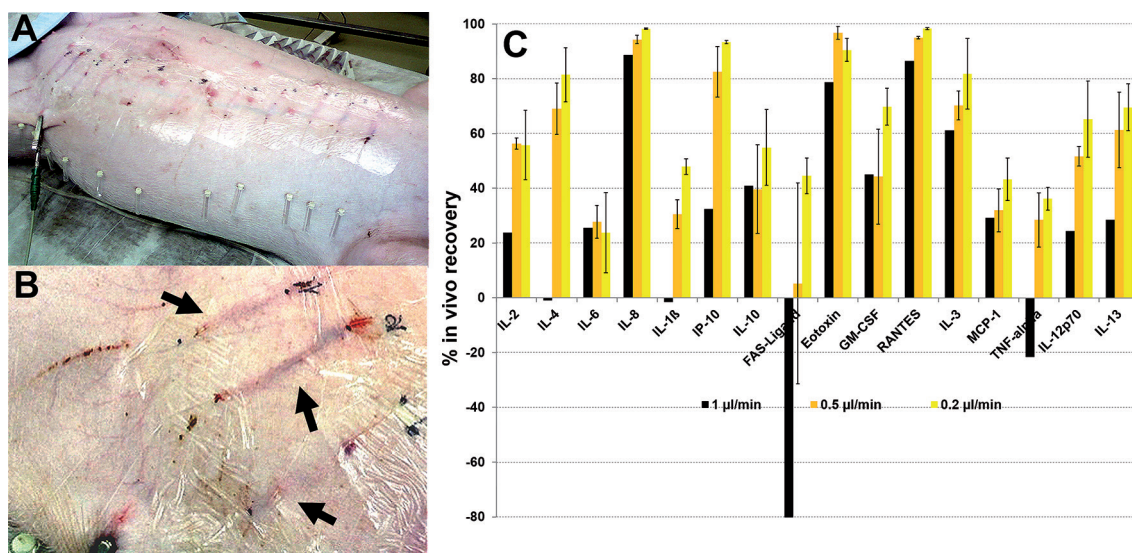 A
B
C
% in vivo recovery
100
80
60
40
20
0
-20
-40
-60
-80
IL-2
IL-4
IL-6
IL-8
IL-1ß
IP-10
IL-10
FAS-Ligand
Eotoxin
GM-CSF
RANTES
IL-3
MCP-1
TNF-alpha
IL-12p70
IL-13
1 µl/min
0.5 µl/min
0.2 µl/min